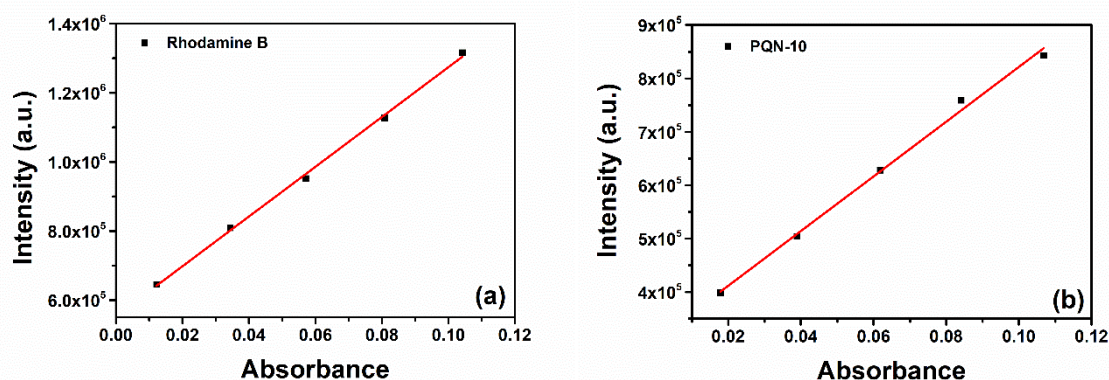 1.4x10⁶
Rhodamine B
1.2x10⁶
1.0x10⁶
8.0x10⁵
6.0x10⁵
Intensity (a.u.)
(a)
0.00 0.02 0.04 0.06 0.08 0.10 0.12
Absorbance
9x10⁵
PQN-10
8x10⁵
7x10⁵
6x10⁵
5x10⁵
4x10⁵
Intensity (a.u.)
(b)
0.02 0.04 0.06 0.08 0.10 0.12
Absorbance